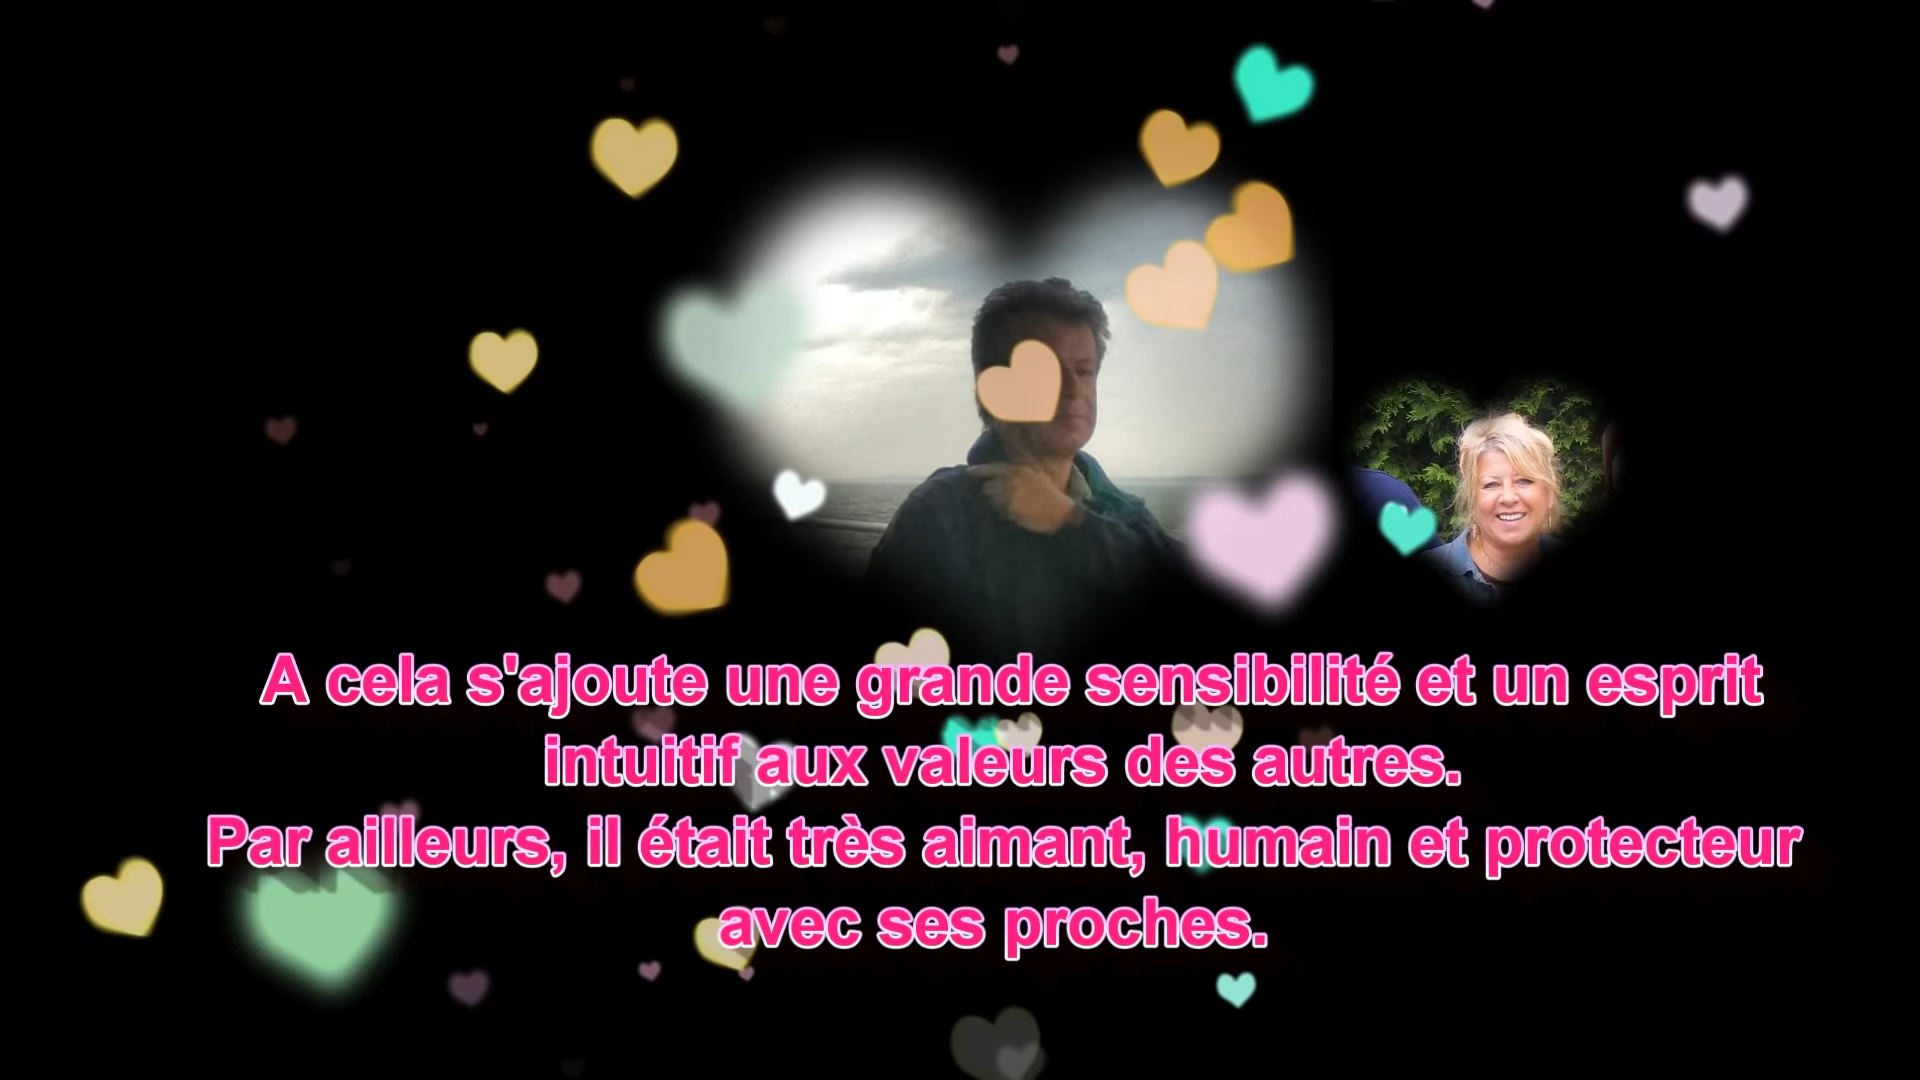 A cela s'ajoute une grande sensibilité et un esprit
intuitif aux valeurs des autres.
Par ailleurs, il était très aimant, humain et protecteur
avec ses proches.